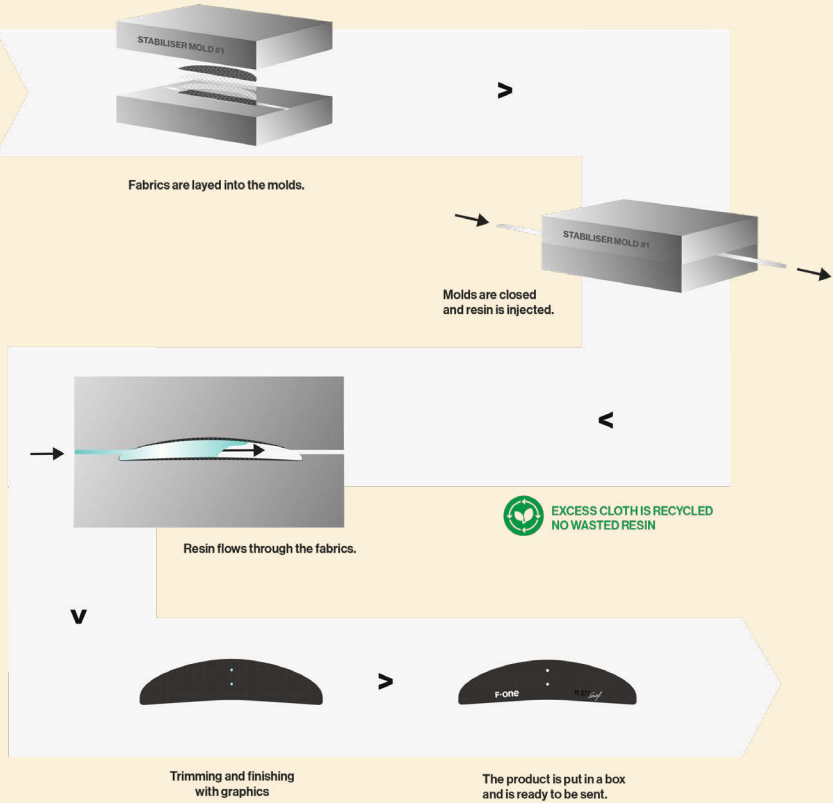 STABILISER MOLD #1
>
Fabrics are layed into the molds.
STABILISER MOLD #1
Molds are closed
and resin is injected.
<
EXCESS CLOTH IS RECYCLED
NO WASTED RESIN
Resin flows through the fabrics.
v
>
F-one
Trimming and finishing
with graphics
The product is put in a box
and is ready to be sent.